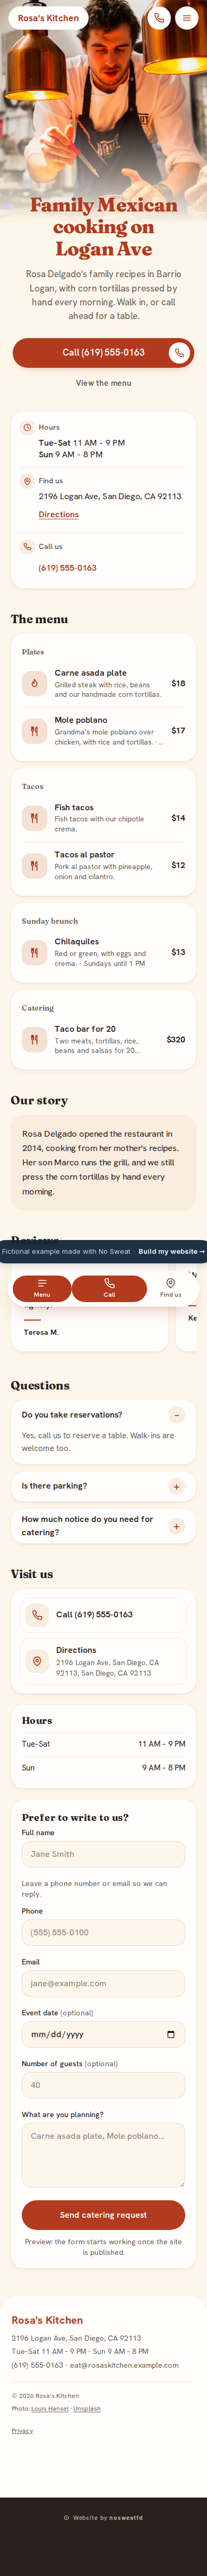 Rosa's Kitchen
Family Mexican
cooking on
Logan Ave
Rosa Delgado's family recipes in Barrio
Logan, with corn tortillas pressed by
hand every morning. Walk in, or call
ahead for a table.
Call (619) 555-0163
View the menu
Hours
Tue–Sat 11 AM – 9 PM
Sun 9 AM – 8 PM
Find us
2196 Logan Ave, San Diego, CA 92113
Directions
Call us
(619) 555-0163
The menu
Plates
Carne asada plate
Grilled steak with rice, beans
and our handmade corn tortillas.
$18
Mole poblano
Grandma's mole poblano over
chicken, with rice and tortillas. ·...
$17
Tacos
Fish tacos
Fish tacos with our chipotle
crema.
$14
Tacos al pastor
Pork al pastor with pineapple,
onion and cilantro.
$12
Sunday brunch
Chilaquiles
Red or green, with eggs and
crema. · Sundays until 1 PM
$13
Catering
Taco bar for 20
Two meats, tortillas, rice,
beans and salsas for 20...
$320
Our story
Rosa Delgado opened the restaurant in
2014, cooking from her mother's recipes.
Her son Marco runs the grill, and we still
press the corn tortillas by hand every
morning.
Fictional example made with No Sweat · Build my website →
Menu
Call
Find us
Teresa M.
Ke
Questions
Do you take reservations?
Yes, call us to reserve a table. Walk-ins are
welcome too.
Is there parking?
How much notice do you need for
catering?
Visit us
Call (619) 555-0163
Directions
2196 Logan Ave, San Diego, CA
92113, San Diego, CA 92113
Hours
Tue–Sat 11 AM – 9 PM
Sun 9 AM – 8 PM
Prefer to write to us?
Full name
Jane Smith
Leave a phone number or email so we can
reply.
Phone
(555) 555-0100
Email
jane@example.com
Event date (optional)
mm/dd/yyyy
Number of guests (optional)
40
What are you planning?
Carne asada plate, Mole poblano...
Send catering request
Preview: the form starts working once the site
is published.
Rosa's Kitchen
2196 Logan Ave, San Diego, CA 92113
Tue–Sat 11 AM – 9 PM · Sun 9 AM – 8 PM
(619) 555-0163 · eat@rosaskitchen.example.com
© 2026 Rosa's Kitchen
Photo: Louis Hansel · Unsplash
Privacy
Website by nosweatfd